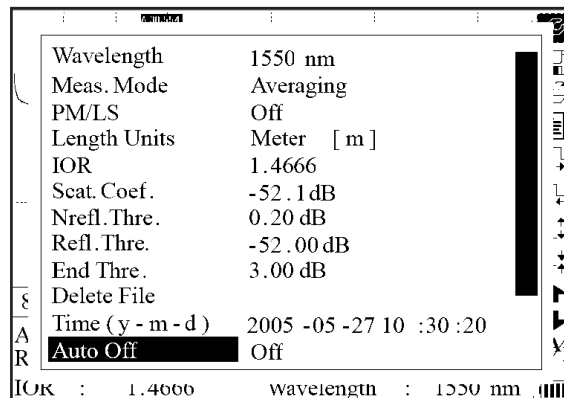 Wavelength 1550 nm
Meas. Mode Averaging
PM/LS Off
Length Units Meter [ m ]
IOR 1.4666
Scat. Coef. -52.1dB
Nrefl.Thre. 0.20 dB
Refl.Thre. -52.00 dB
End Thre. 3.00 dB
Delete File
Time ( y - m - d ) 2005 -05 -27 10 :30 :20
Auto Off Off
A
R
IOR : 1.4666 Wavelength : 1550 nm